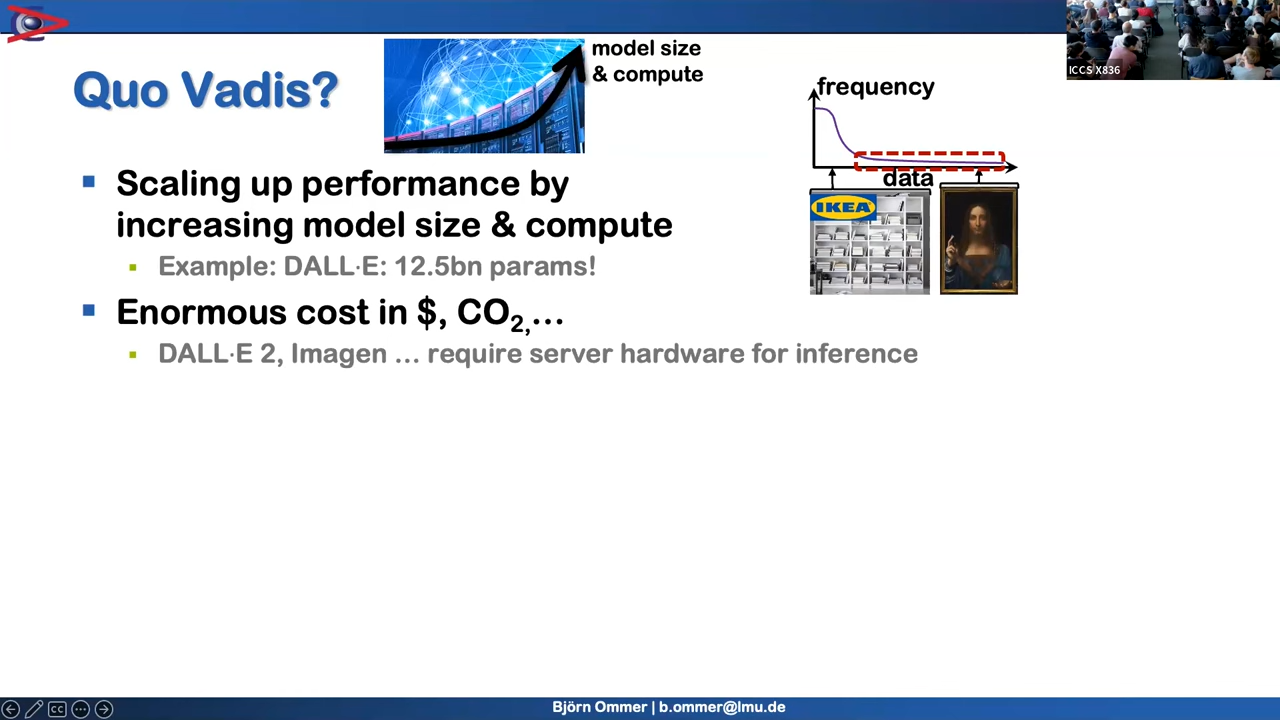 model size
& compute
ICCS X836
Quo Vadis?
frequency
data
IKEA
Scaling up performance by
increasing model size & compute
Example: DALL·E: 12.5bn params!
Enormous cost in $, CO2,…
DALL·E 2, Imagen … require server hardware for inference
CC
Björn Ommer | b.ommer@lmu.de